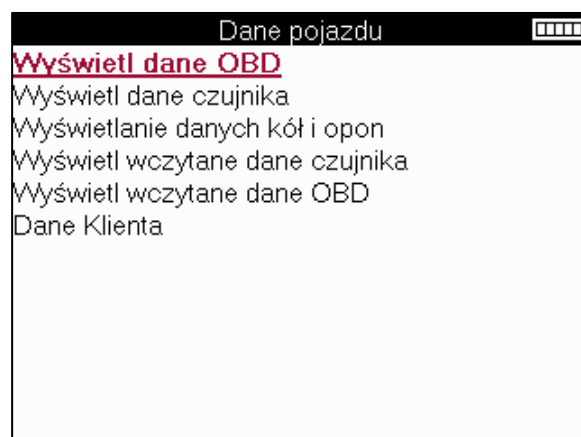 Dane pojazdu
Wyświetl dane OBD
Wyświetl dane czujnika
Wyświetlanie danych kół i opon
Wyświetl wczytane dane czujnika
Wyświetl wczytane dane OBD
Dane Klienta